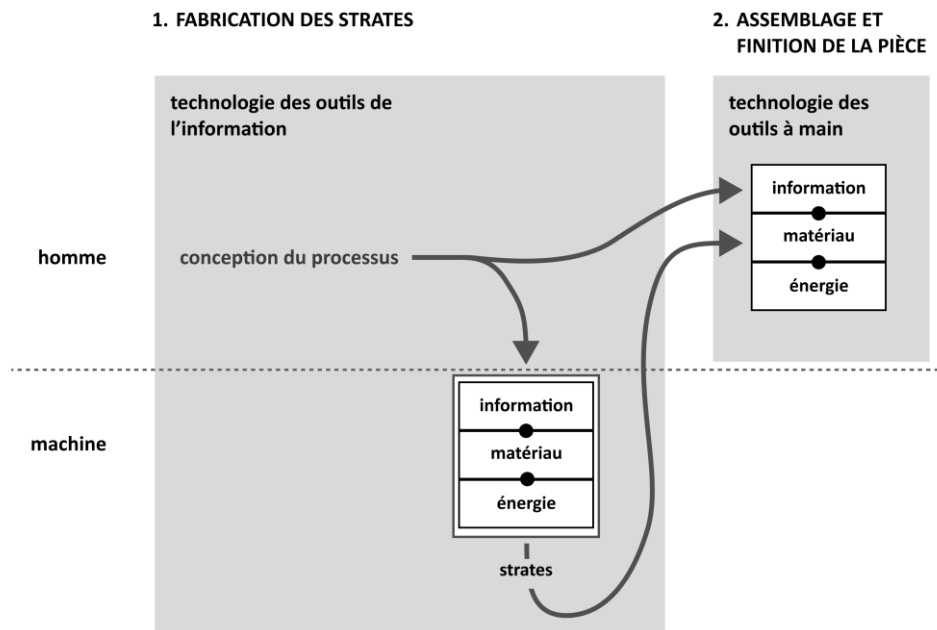 1. FABRICATION DES STRATES
2. ASSEMBLAGE ET
FINITION DE LA PIÈCE
technologie des outils de
l’information
technologie des
outils à main
information
matériau
énergie
homme
conception du processus
machine
information
matériau
énergie
strates